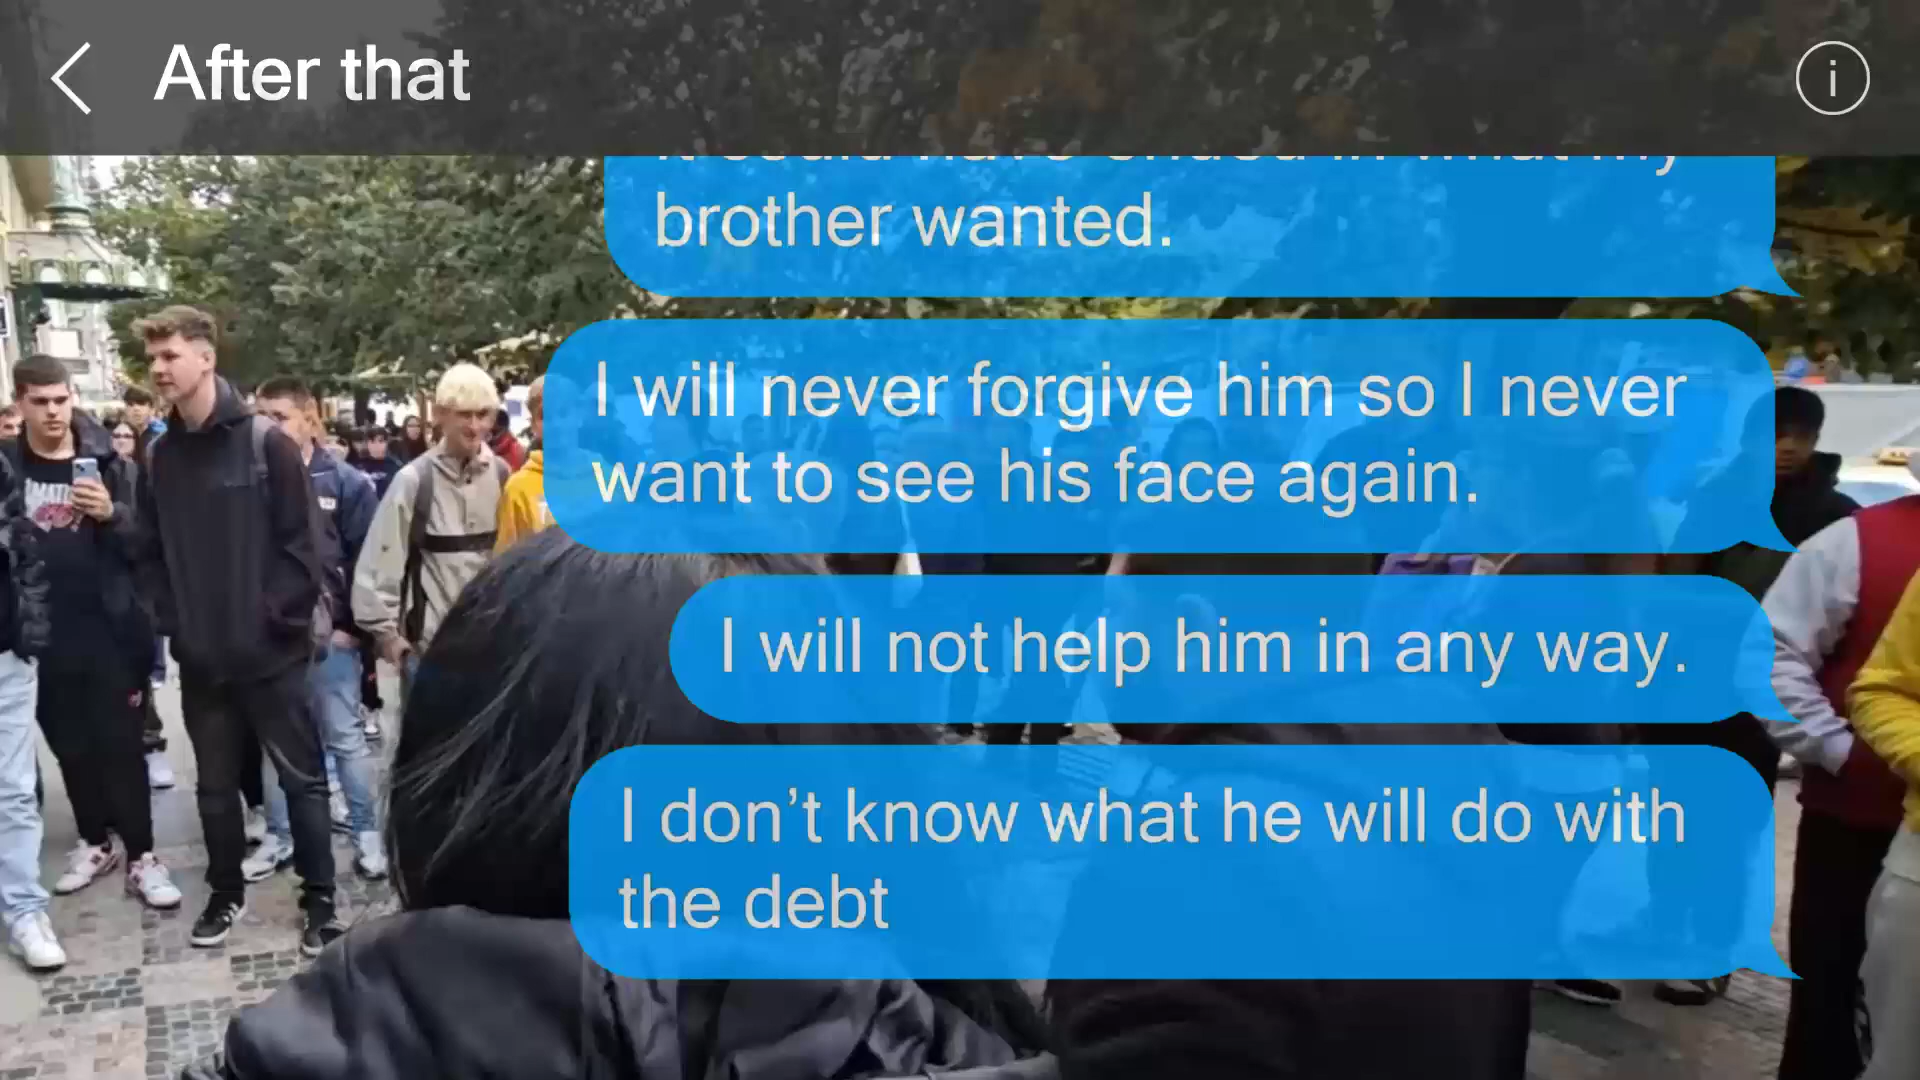 After that
brother wanted.
I will never forgive him so I never
want to see his face again.
I will not help him in any way.
I don’t know what he will do with
the debt